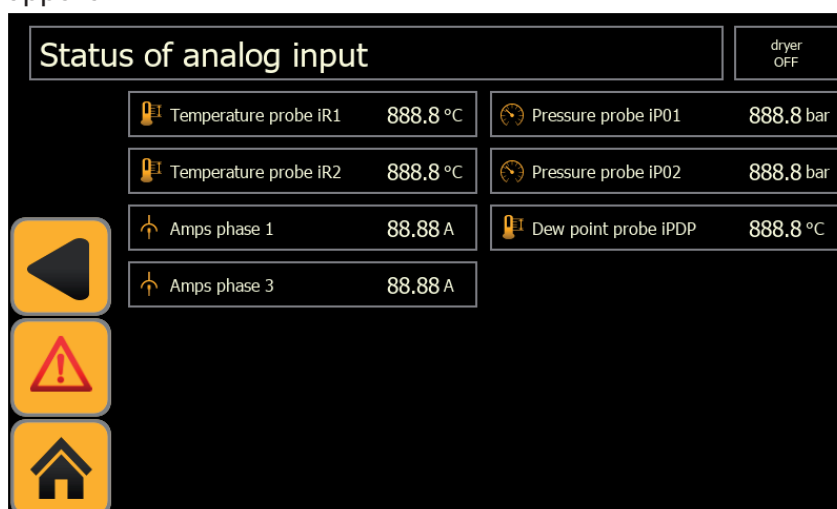 Status of analog input
dryer
OFF
Temperature probe iR1 888.8 °C
Pressure probe iP01 888.8 bar
Temperature probe iR2 888.8 °C
Pressure probe iP02 888.8 bar
Amps phase 1 88.88 A
Dew point probe iPDP 888.8 °C
Amps phase 3 88.88 A